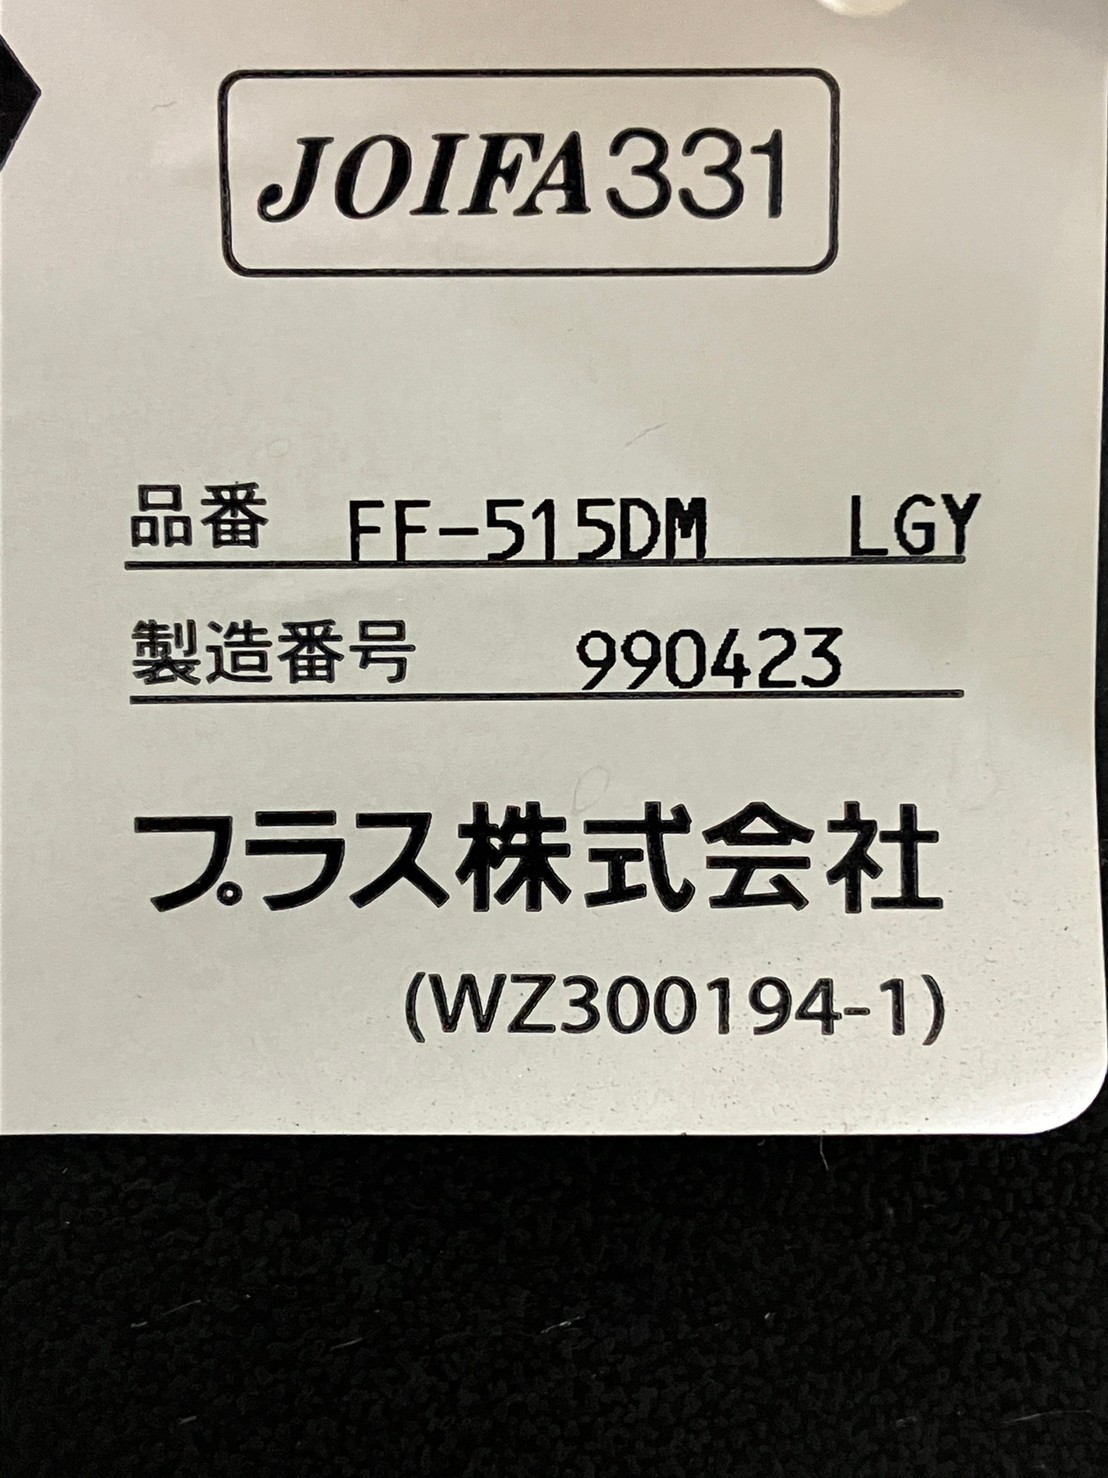 JOIFA331
品番 FF-515DM LGY
製造番号 990423
プラス株式会社
(WZ300194-1)